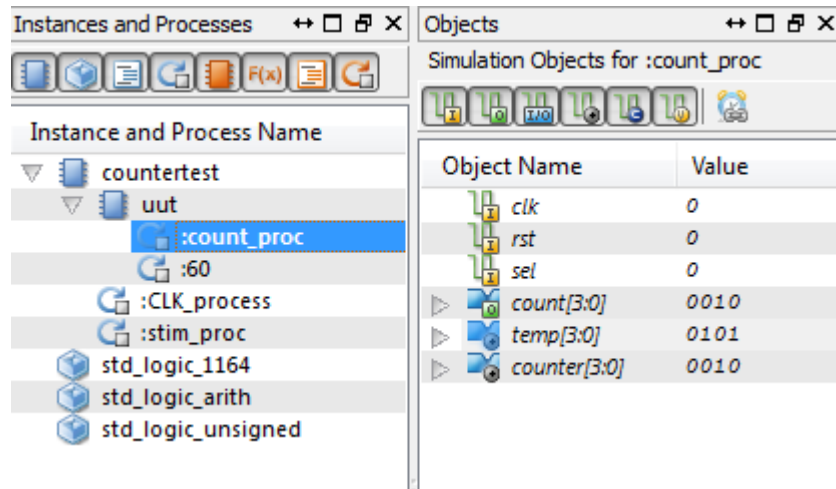 Instances and Processes
F(x)
Instance and Process Name
countertest
uut
:count_proc
:60
:CLK_process
:stim_proc
std_logic_1164
std_logic_arith
std_logic_unsigned
Objects
Simulation Objects for :count_proc
I O I/O C V
Object Name Value
clk 0
rst 0
sel 0
count[3:0] 0010
temp[3:0] 0101
counter[3:0] 0010